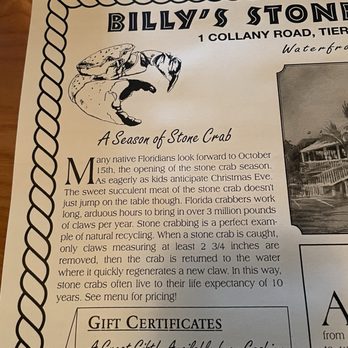 BILLY'S STONE
1 COLLANY ROAD, TIER
A Season of Stone Crab
Many native Floridians look forward to October
15th, the opening of the stone crab season.
As eagerly as kids anticipate Christmas Eve.
The sweet succulent meat of the stone crab doesn't
just jump on the table though. Florida crabbers work
long, arduous hours to bring in over 3 million pounds
of claws per year. Stone crabbing is a perfect exam-
ple of natural recycling. When a stone crab is caught,
only claws measuring at least 2 3/4 inches are
removed, then the crab is returned to the water
where it quickly regenerates a new claw. In this way,
stone crabs often live to their life expectancy of 10
years. See menu for pricing!
GIFT CERTIFICATES
A Great Gift! Available for
A
from